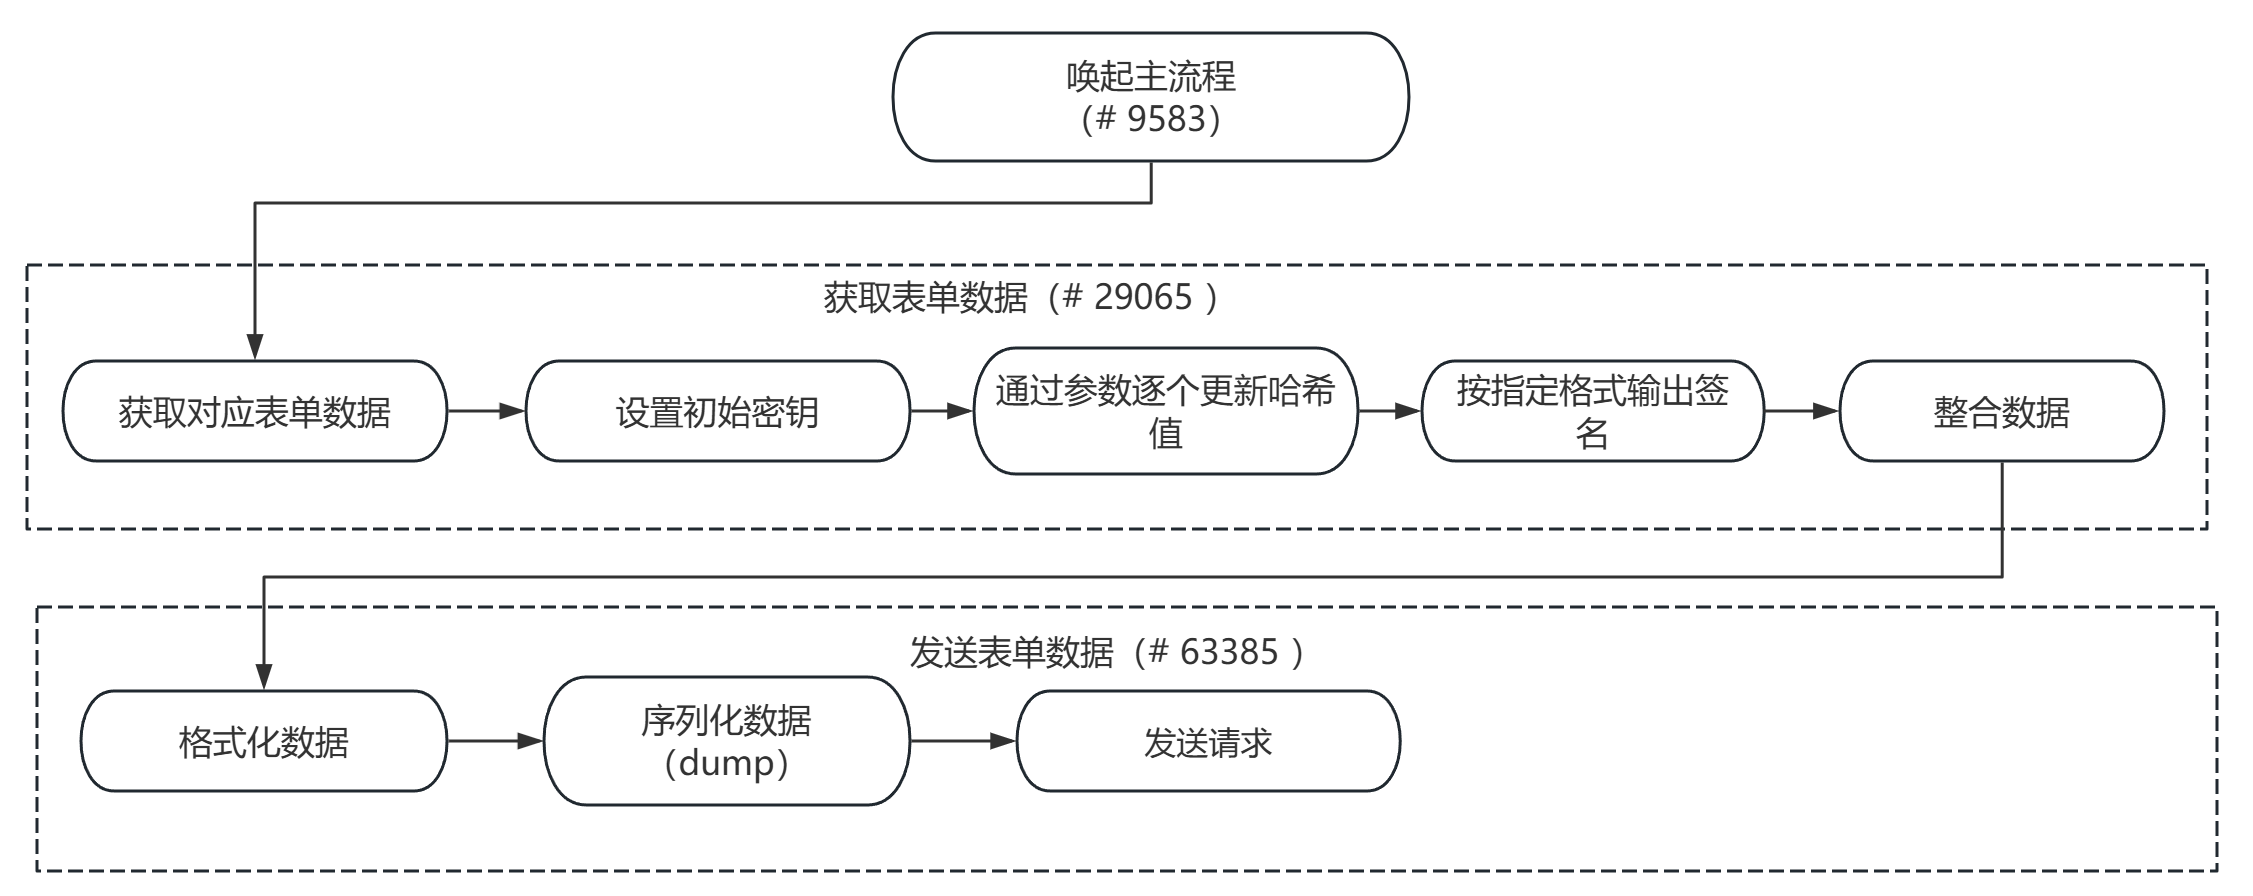 唤起主流程
（# 9583）
获取表单数据（# 29065 ）
获取对应表单数据
设置初始密钥
通过参数逐个更新哈希
值
按指定格式输出签
名
整合数据
发送表单数据（# 63385 ）
格式化数据
序列化数据
（dump）
发送请求